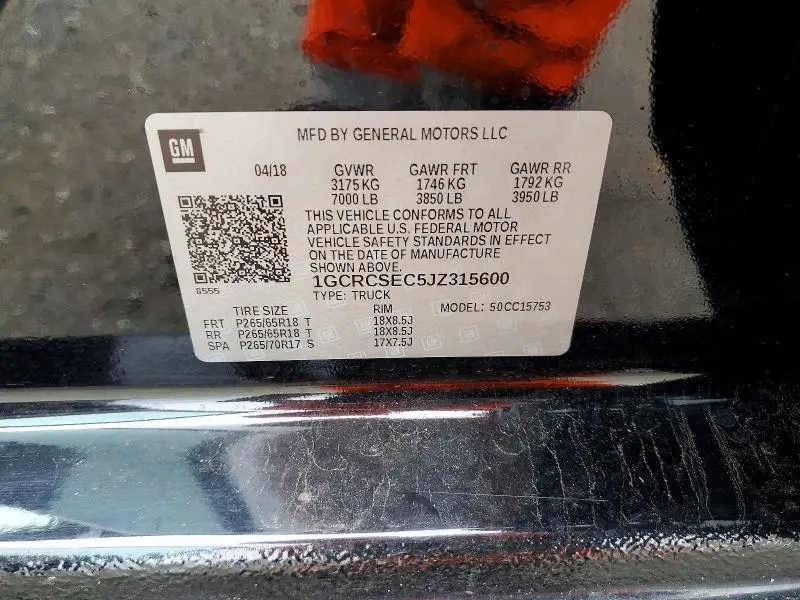 GM
MFD BY GENERAL MOTORS LLC
04/18 GVWR GAWR FRT GAWR RR
3175 KG 1746 KG 1792 KG
7000 LB 3850 LB 3950 LB
THIS VEHICLE CONFORMS TO ALL
APPLICABLE U.S. FEDERAL MOTOR
VEHICLE SAFETY STANDARDS IN EFFECT
ON THE DATE OF MANUFACTURE
SHOWN ABOVE.
8555
1GCRCSEC5JZ315600
TYPE: TRUCK
TIRE SIZE RIM MODEL: 50CC15753
FRT P265/65R18 T 18X8.5J
RR P265/65R18 T 18X8.5J
SPA P265/70R17 S 17X7.5J